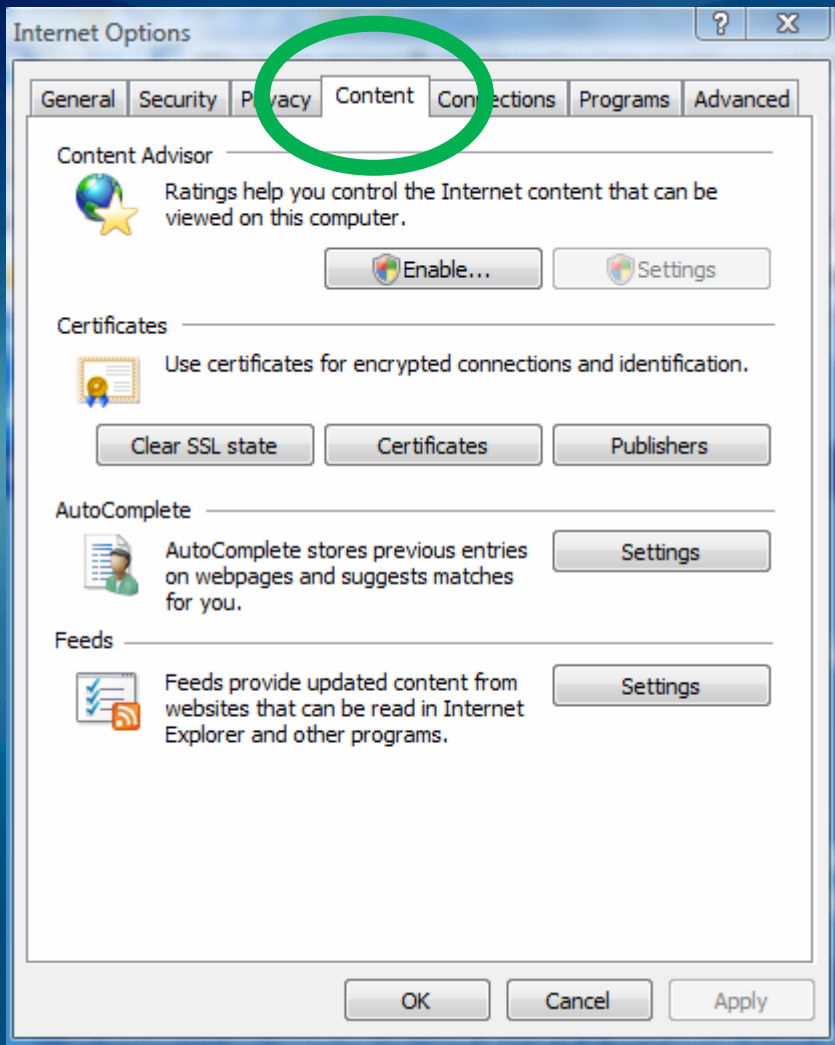 Internet Options
General Security Privacy Content Connections Programs Advanced
Content Advisor
Ratings help you control the Internet content that can be
viewed on this computer.
Enable... Settings
Certificates
Use certificates for encrypted connections and identification.
Clear SSL state Certificates Publishers
AutoComplete
AutoComplete stores previous entries
on webpages and suggests matches
for you.
Settings
Feeds
Feeds provide updated content from
websites that can be read in Internet
Explorer and other programs.
Settings
OK Cancel Apply